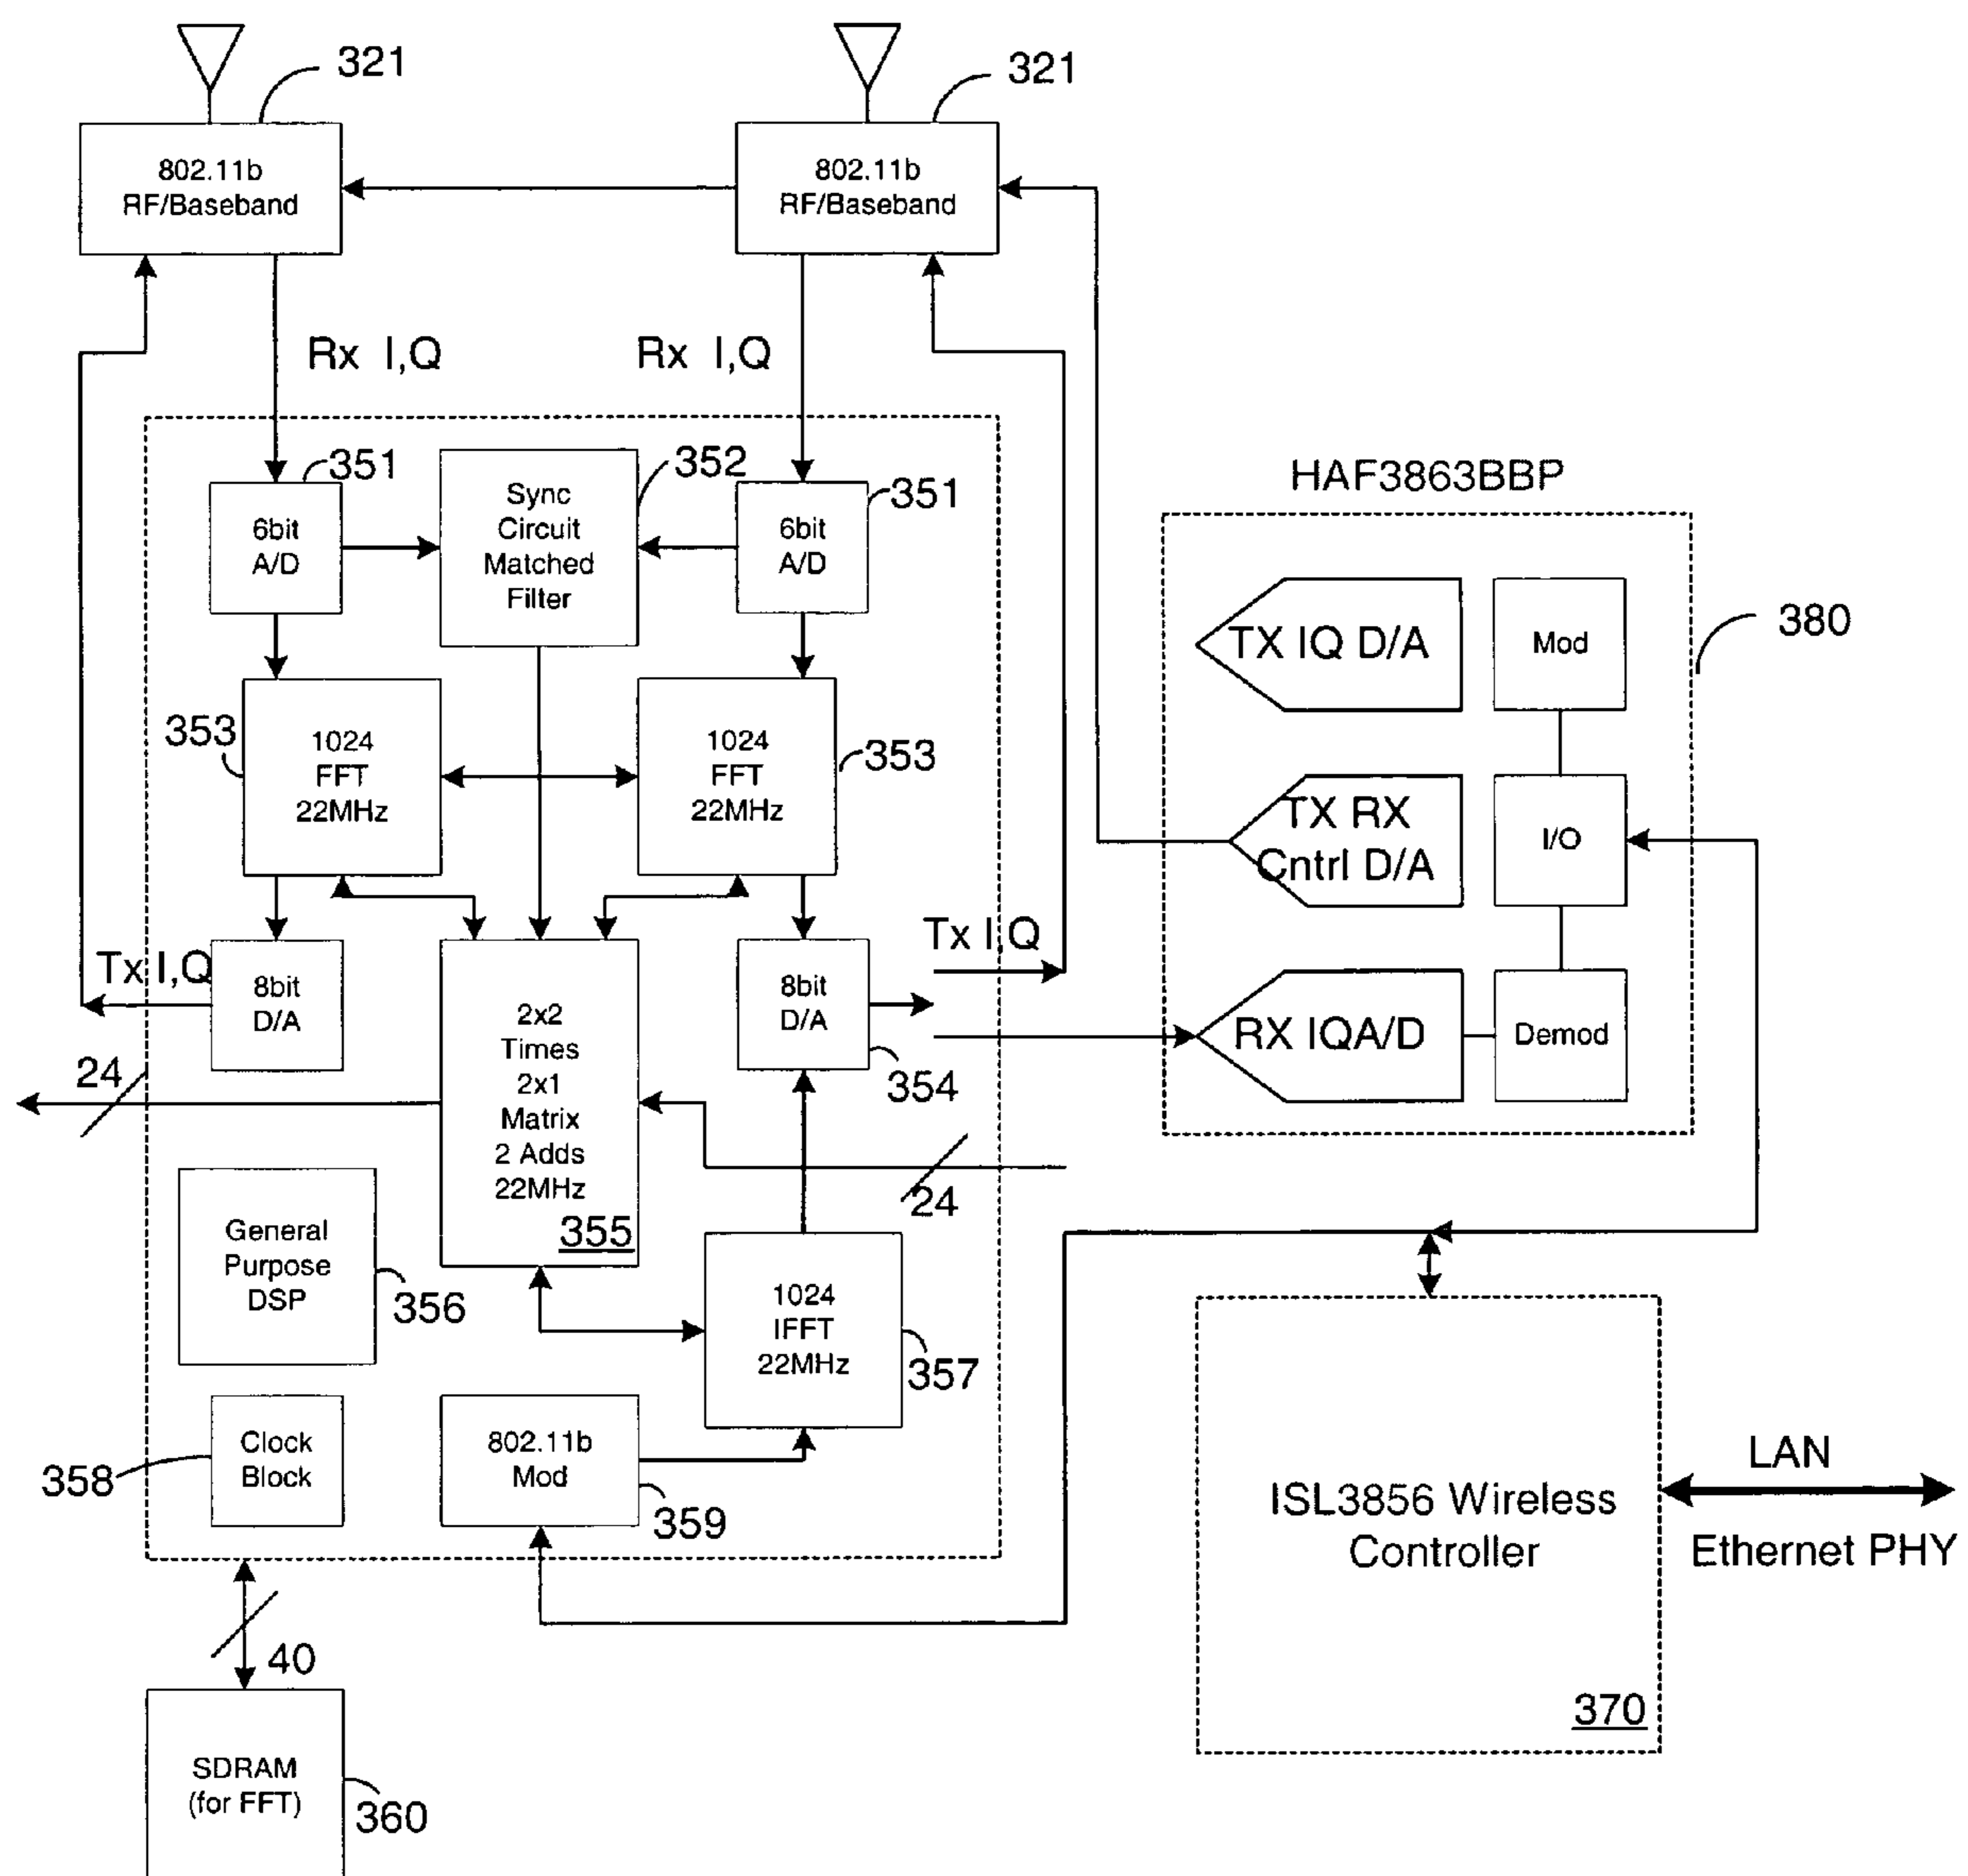 321
321
802.11b
RF/Baseband
802.11b
RF/Baseband
Rx I,Q
Rx I,Q
351
352
351
6bit
A/D
Sync
Circuit
Matched
Filter
6bit
A/D
HAF3863BBP
380
TX IQ D/A
Mod
353
1024
FFT
22MHz
1024
FFT
22MHz
353
TX RX
Cntrl D/A
I/O
Tx I,Q
8bit
D/A
2x2
Times
2x1
Matrix
2 Adds
22MHz
355
8bit
D/A
Tx I,Q
354
RX IQA/D
Demod
24
24
General
Purpose
DSP
356
1024
IFFT
22MHz
357
358
Clock
Block
802.11b
Mod
359
ISL3856 Wireless
Controller
370
LAN
Ethernet PHY
40
SDRAM
(for FFT)
360